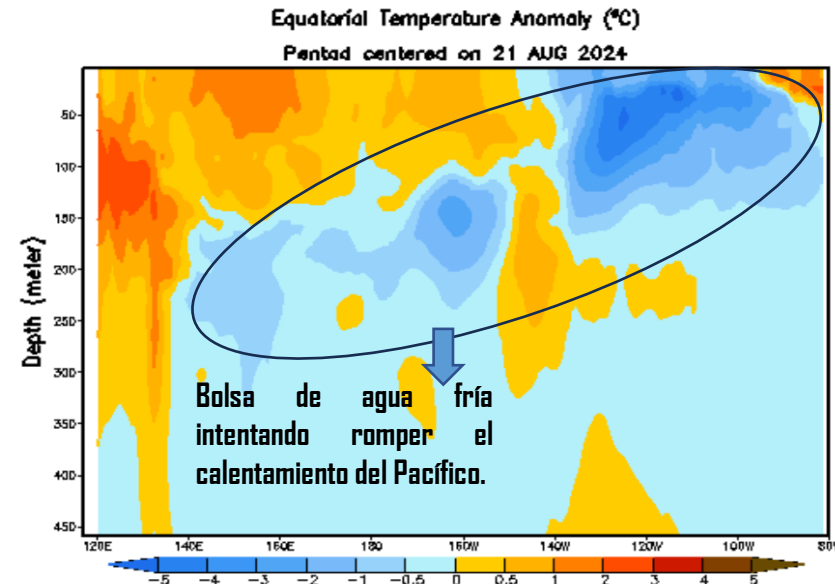 Equatorial Temperature Anomaly (°C)
Pentad centered on 21 AUG 2024
50
100
150
200
250
300
350
400
450
Depth (meter)
Bolsa de agua fría
intentando romper el
calentamiento del Pacífico.
120E 140E 160E 180 160W 140W 120W 100W 80W
-5 -4 -3 -2 -1 -0.5 0 0.5 1 2 3 4 5